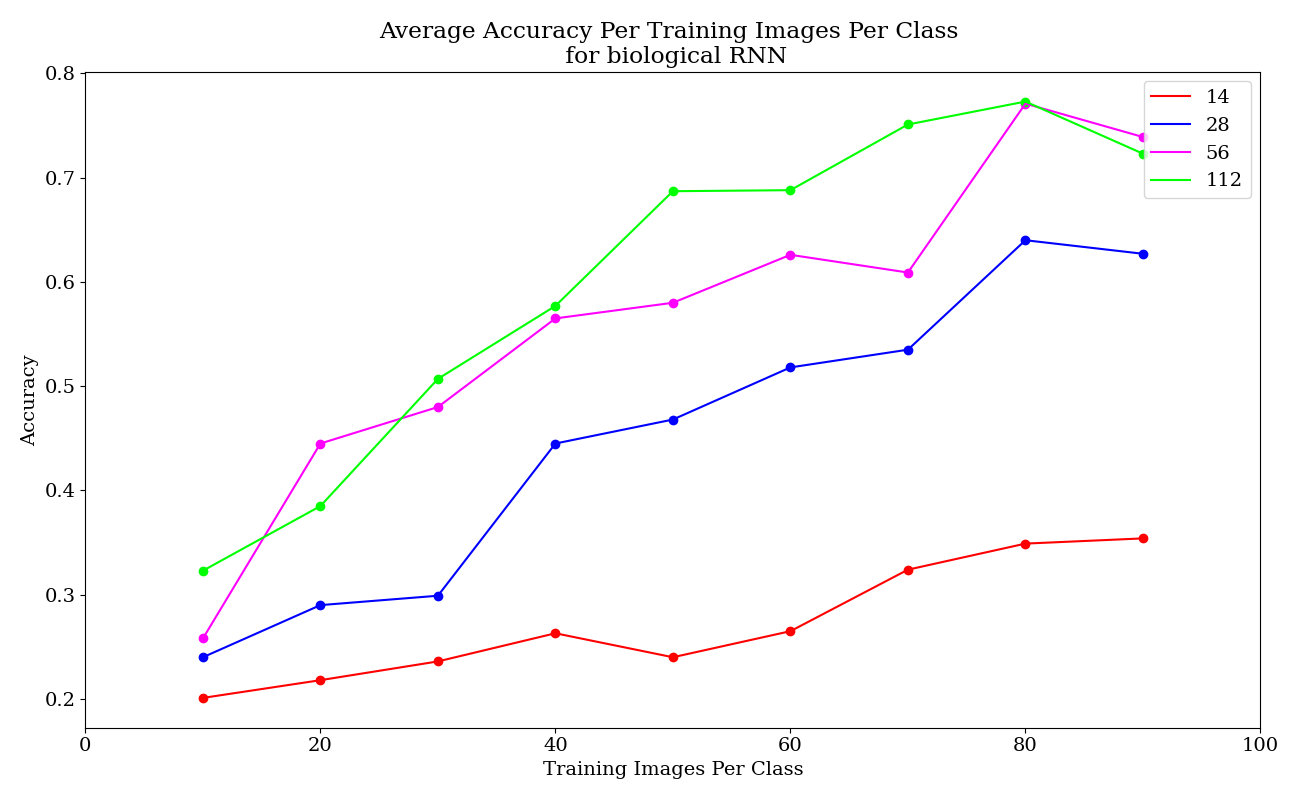 Average Accuracy Per Training Images Per Class
for biological RNN
0.8
0.7
0.6
0.5
0.4
0.3
0.2
Accuracy
14
28
56
112
0 20 40 60 80 100
Training Images Per Class